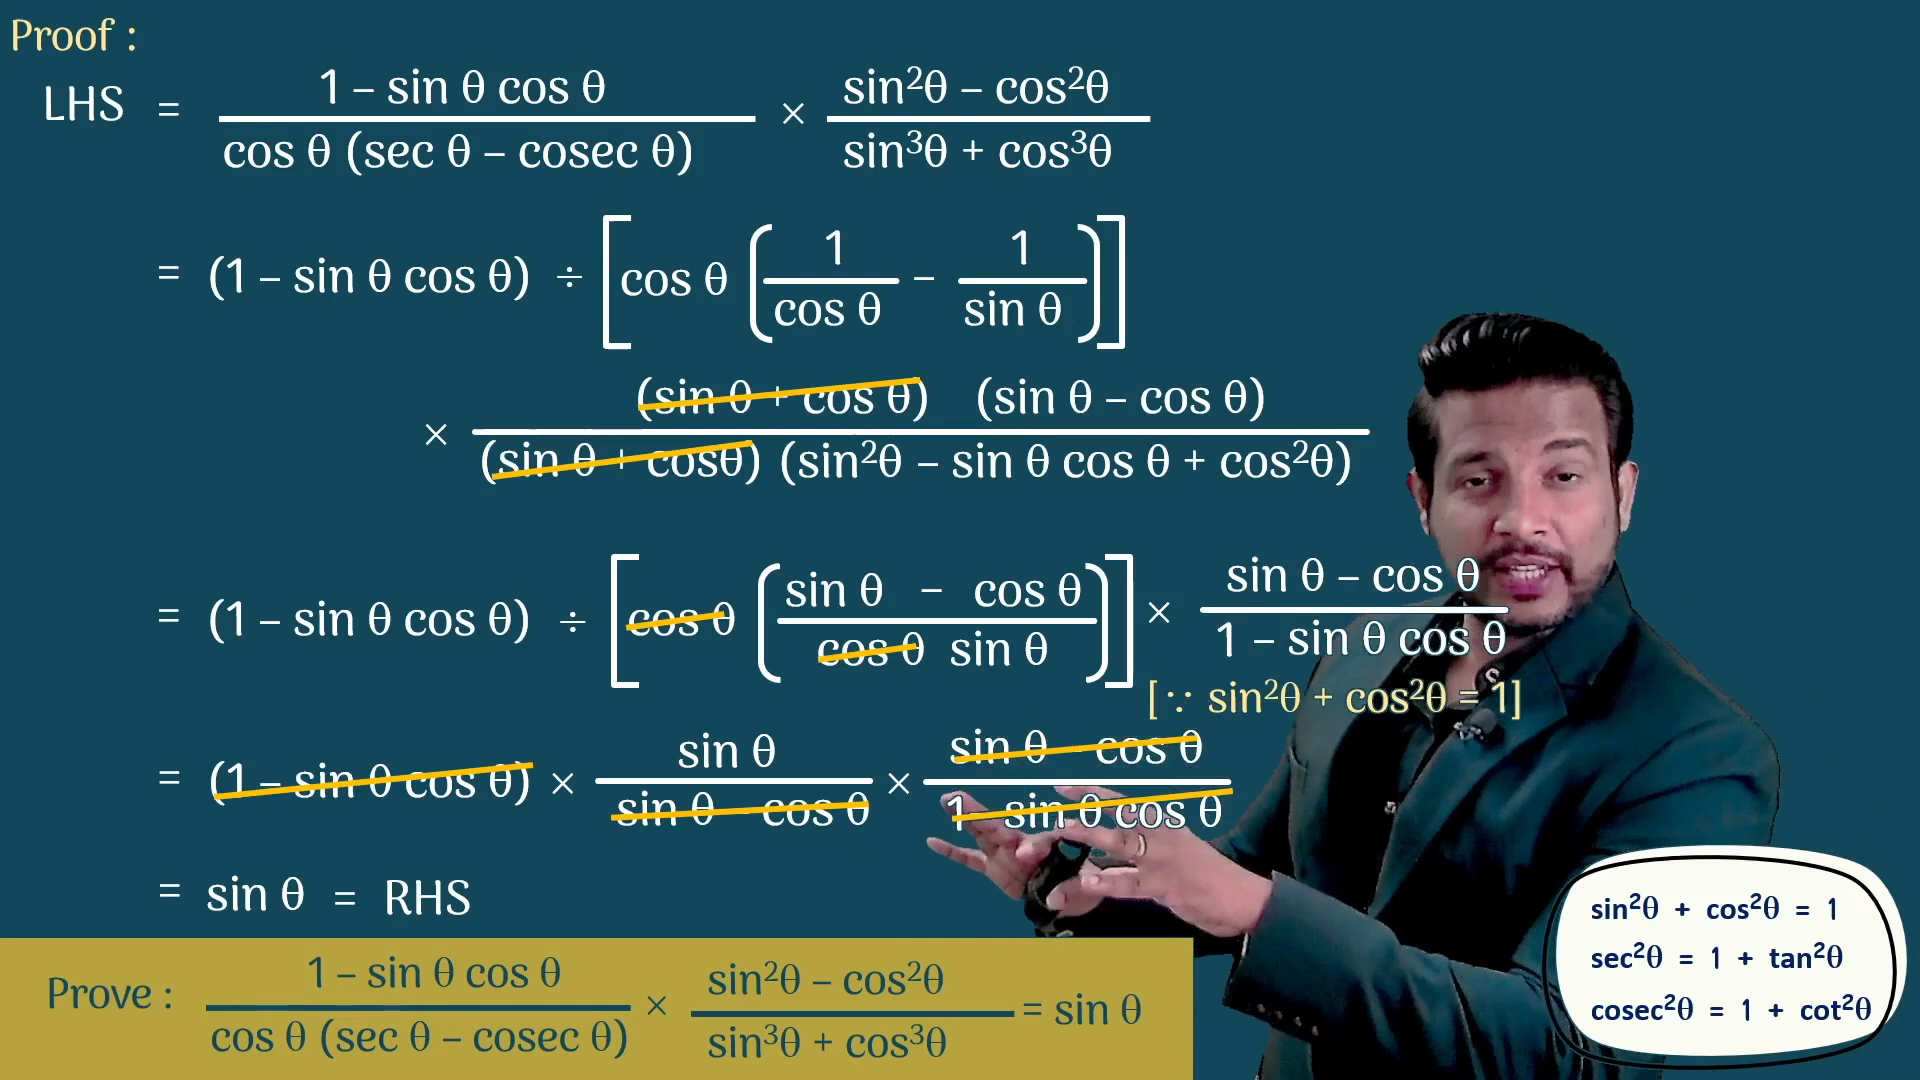 Proof :
LHS = (1 – sin θ cos θ) / (cos θ (sec θ – cosec θ)) × (sin²θ – cos²θ) / (sin³θ + cos³θ)
= (1 – sin θ cos θ) ÷ [cos θ (1 / cos θ – 1 / sin θ)]
× (sin θ + cos θ) (sin θ – cos θ) / (sin θ + cosθ) (sin²θ – sin θ cos θ + cos²θ)
= (1 – sin θ cos θ) ÷ [cos θ (sin θ – cos θ / cos θ sin θ)] × sin θ – cos θ / 1 – sin θ cos θ
[∵ sin²θ + cos²θ = 1]
= (1 – sin θ cos θ) × sin θ / sin θ – cos θ × sin θ – cos θ / 1 – sin θ cos θ
= sin θ = RHS
Prove : 1 – sin θ cos θ / cos θ (sec θ – cosec θ) × sin²θ – cos²θ / sin³θ + cos³θ = sin θ
sin²θ + cos²θ = 1
sec²θ = 1 + tan²θ
cosec²θ = 1 + cot²θ